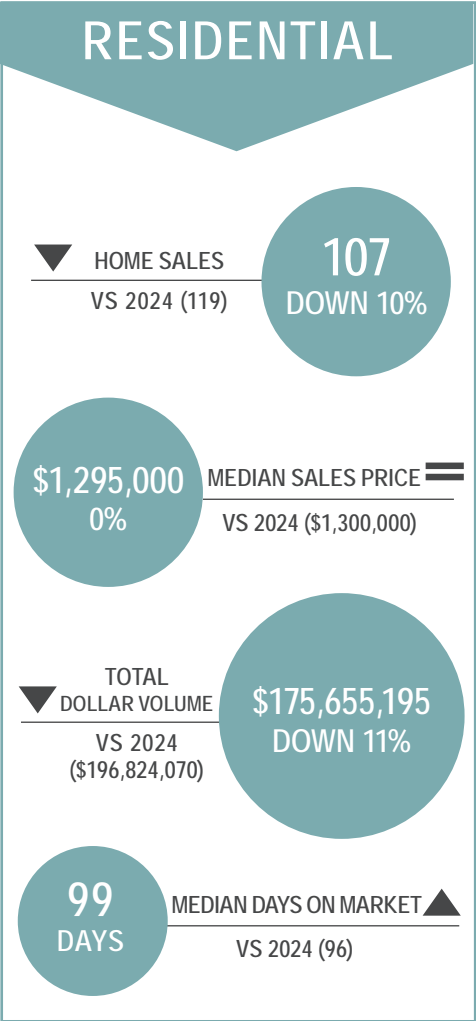 RESIDENTIAL
HOME SALES
VS 2024 (119)
107
DOWN 10%
$1,295,000
0%
MEDIAN SALES PRICE
VS 2024 ($1,300,000)
TOTAL
DOLLAR VOLUME
VS 2024
($196,824,070)
$175,655,195
DOWN 11%
99
DAYS
MEDIAN DAYS ON MARKET
VS 2024 (96)